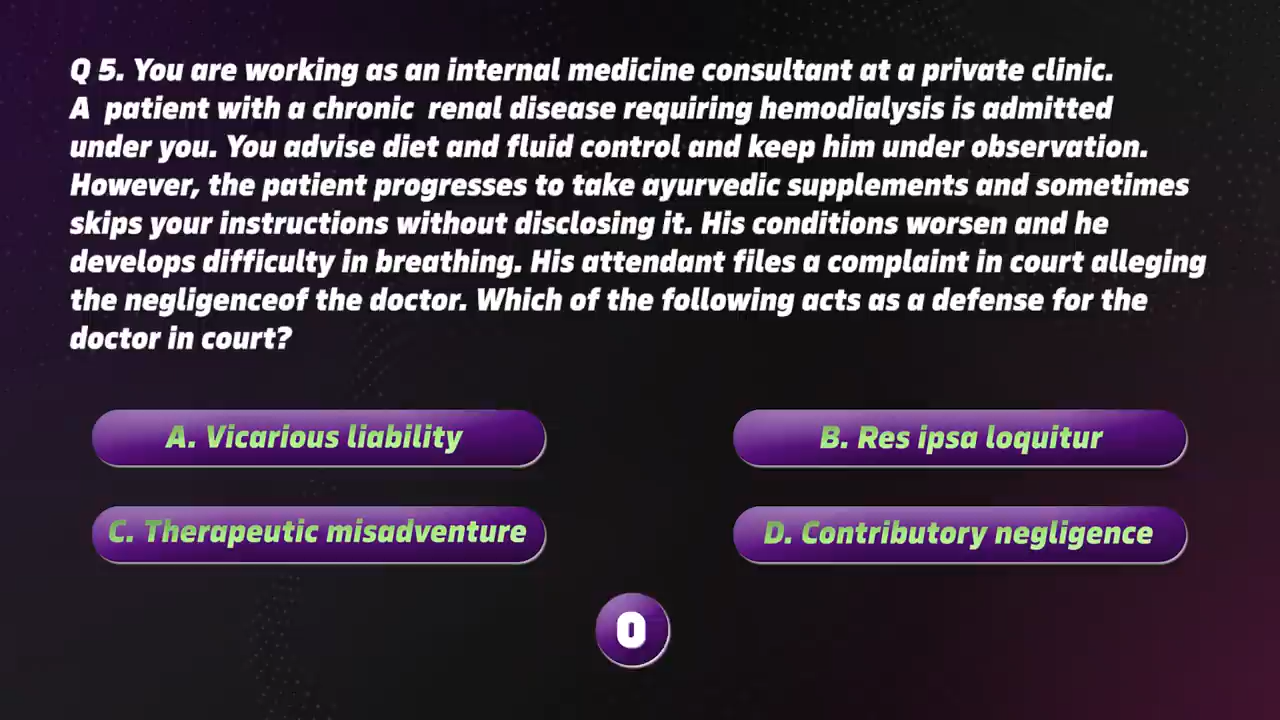 Q 5. You are working as an internal medicine consultant at a private clinic.
A patient with a chronic renal disease requiring hemodialysis is admitted
under you. You advise diet and fluid control and keep him under observation.
However, the patient progresses to take ayurvedic supplements and sometimes
skips your instructions without disclosing it. His conditions worsen and he
develops difficulty in breathing. His attendant files a complaint in court alleging
the negligenceof the doctor. Which of the following acts as a defense for the
doctor in court?
A. Vicarious liability
B. Res ipsa loquitur
C. Therapeutic misadventure
D. Contributory negligence
0